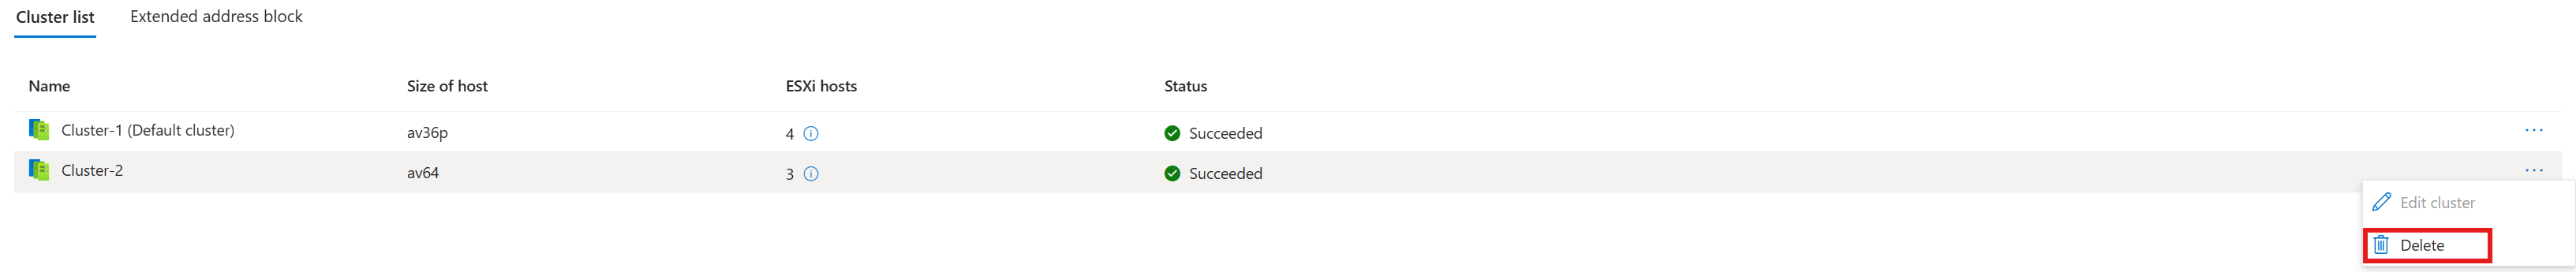 Cluster list Extended address block
Name Size of host ESXi hosts Status
Cluster-1 (Default cluster) av36p 4 Succeeded ...
Cluster-2 av64 3 Succeeded ...
Edit cluster
Delete